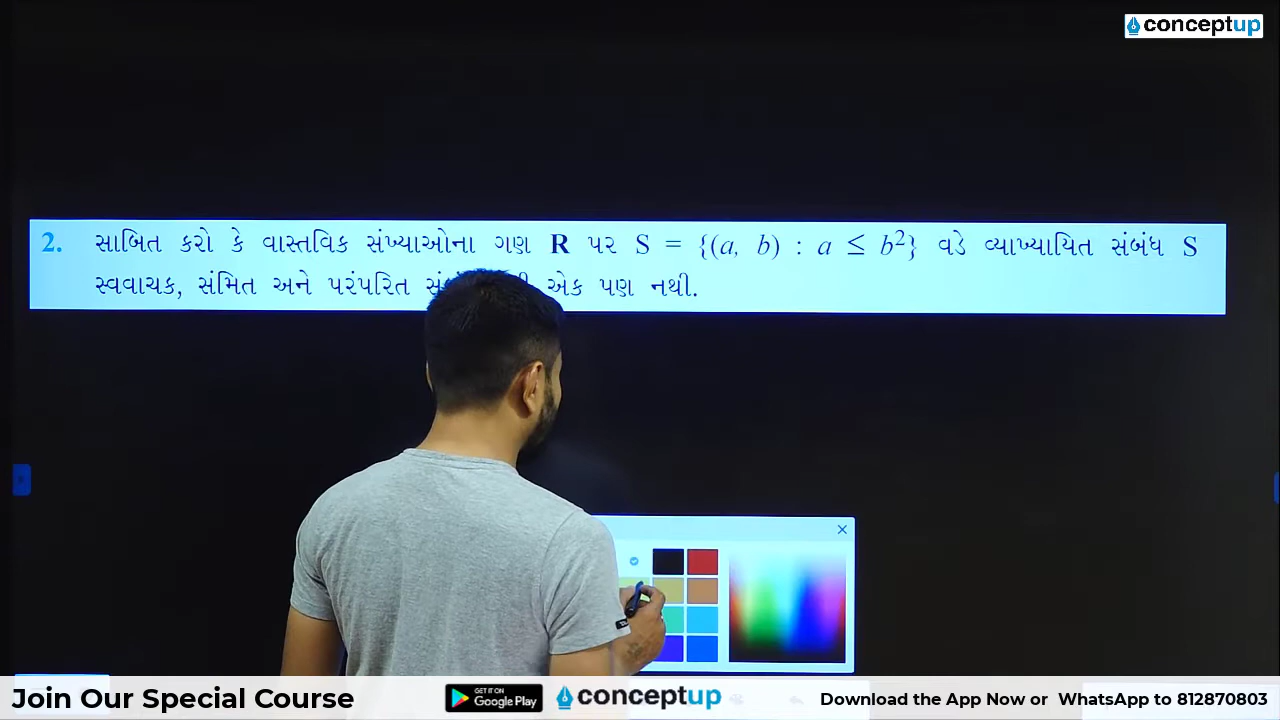 conceptup
2. સાબિત કરો કે વાસ્તવિક સંખ્યાઓના ગણ R પર S = {(a, b) : a ≤ b²} વડે વ્યાખ્યાયિત સંબંધ S
સ્વવાચક, સંમિત અને પરંપરિત એક પણ નથી.
Join Our Special Course
GET IT ON
Google Play
conceptup
Download the App Now or WhatsApp to 812870803